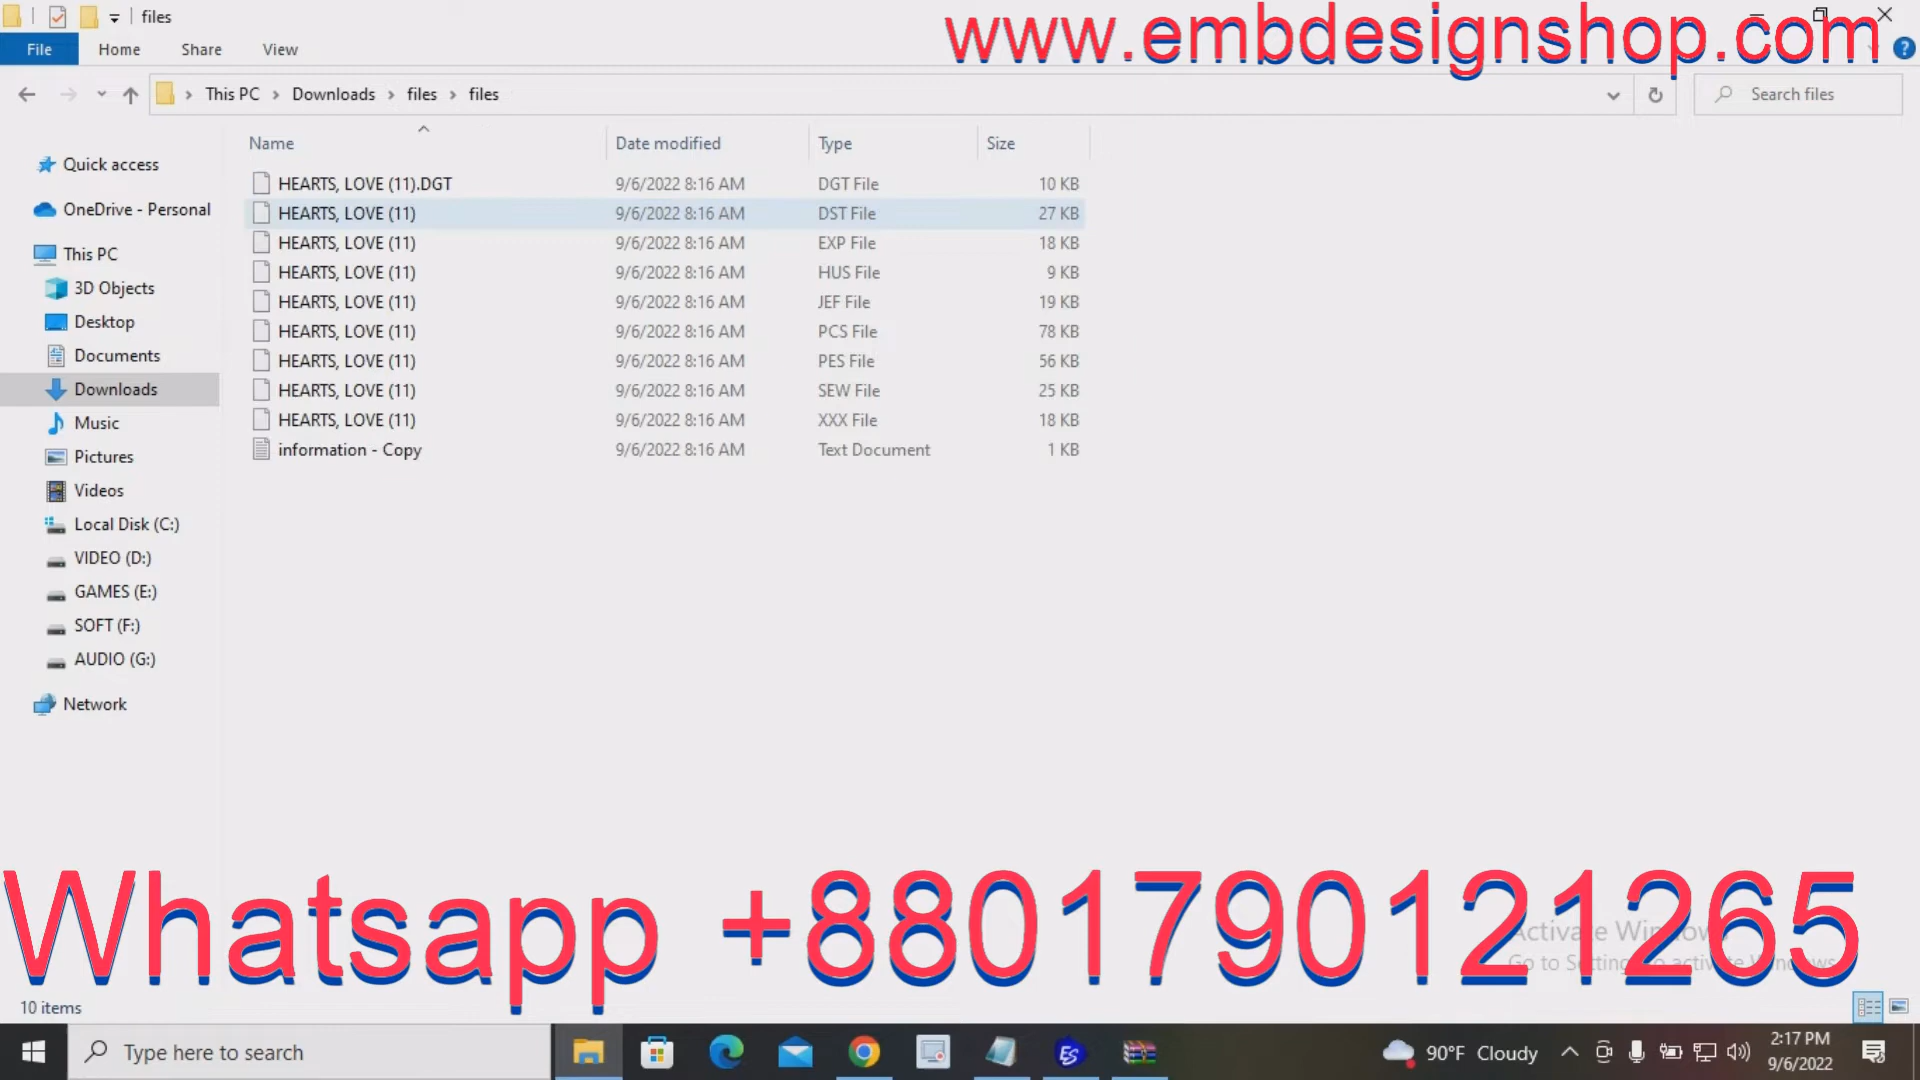 files
www.embdesignshop.com
File Home Share View
This PC Downloads files files
Search files
Name Date modified Type Size
Quick access
OneDrive - Personal
This PC
3D Objects
Desktop
Documents
Downloads
Music
Pictures
Videos
Local Disk (C:)
VIDEO (D:)
GAMES (E:)
SOFT (F:)
AUDIO (G:)
Network
HEARTS, LOVE (11).DGT 9/6/2022 8:16 AM DGT File 10 KB
HEARTS, LOVE (11) 9/6/2022 8:16 AM DST File 27 KB
HEARTS, LOVE (11) 9/6/2022 8:16 AM EXP File 18 KB
HEARTS, LOVE (11) 9/6/2022 8:16 AM HUS File 9 KB
HEARTS, LOVE (11) 9/6/2022 8:16 AM JEF File 19 KB
HEARTS, LOVE (11) 9/6/2022 8:16 AM PCS File 78 KB
HEARTS, LOVE (11) 9/6/2022 8:16 AM PES File 56 KB
HEARTS, LOVE (11) 9/6/2022 8:16 AM SEW File 25 KB
HEARTS, LOVE (11) 9/6/2022 8:16 AM XXX File 18 KB
information - Copy 9/6/2022 8:16 AM Text Document 1 KB
Whatsapp +8801790121265
Activate Windows
Go to Settings to activate Windows.
10 items
Type here to search
ES
90°F Cloudy
2:17 PM
9/6/2022